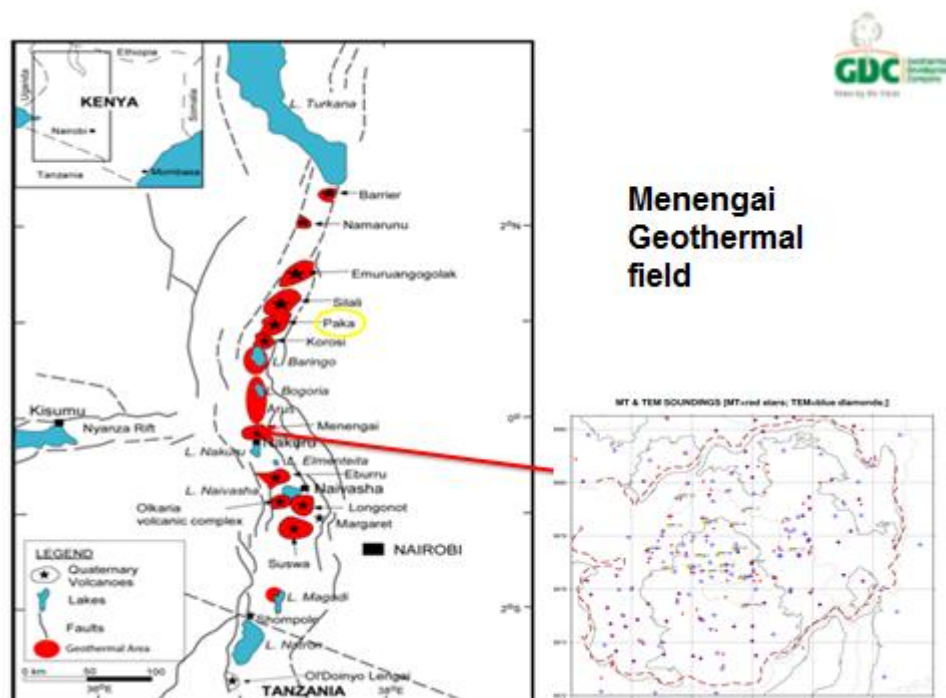 GDC
Geothermal
Development
Company
Menengai
Geothermal
field
Ethiopia
Uganda
KENYA
Somalia
Nairobi
Tanzania
Mombasa
L. Turkana
Barrier
Namarunu
2°N
Emuruangogolak
Silali
Paka
Korosi
L. Baringo
L. Bogoria
Arus
0°
Kisumu
Nyanza Rift
Menengai
Nakuru
L. Nakuru
L. Elmenteita
Eburru
L. Naivasha
Naivasha
Olkaria
volcanic complex
Longonot
Margaret
NAIROBI
Suswa
LEGEND
Quaternary
Volcanoes
Lakes
Faults
Geothermal Area
0 km 50 100
36°E
L. Magadi
2°S
Shompole
L. Natron
Ol'Doinyo Lengai
TANZANIA
38°E
MT & TEM SOUNDINGS [MT=red stars; TEM=blue diamonds;]